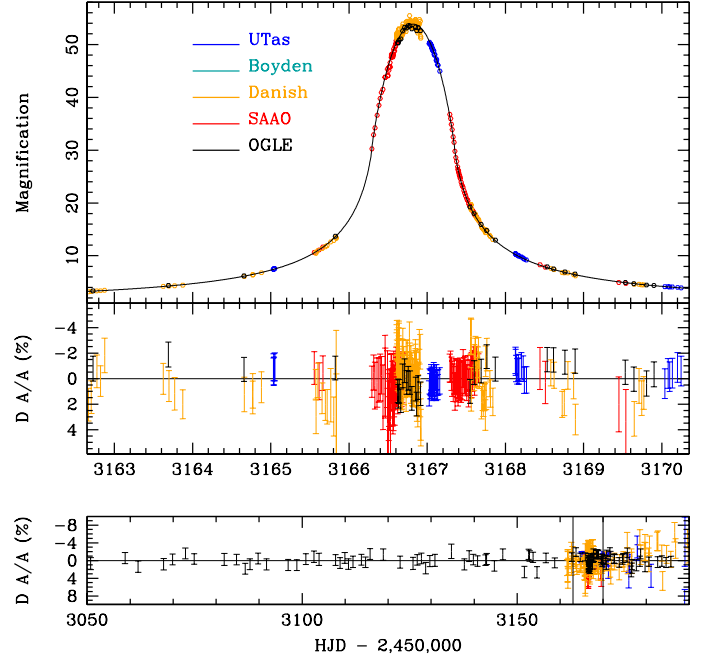 50
40
30
20
10
Magnification
UTas
Boyden
Danish
SAAO
OGLE
-4
-2
0
2
4
D A/A (%)
3163 3164 3165 3166 3167 3168 3169 3170
-8
-4
0
4
8
D A/A (%)
3050 3100 3150
HJD - 2,450,000